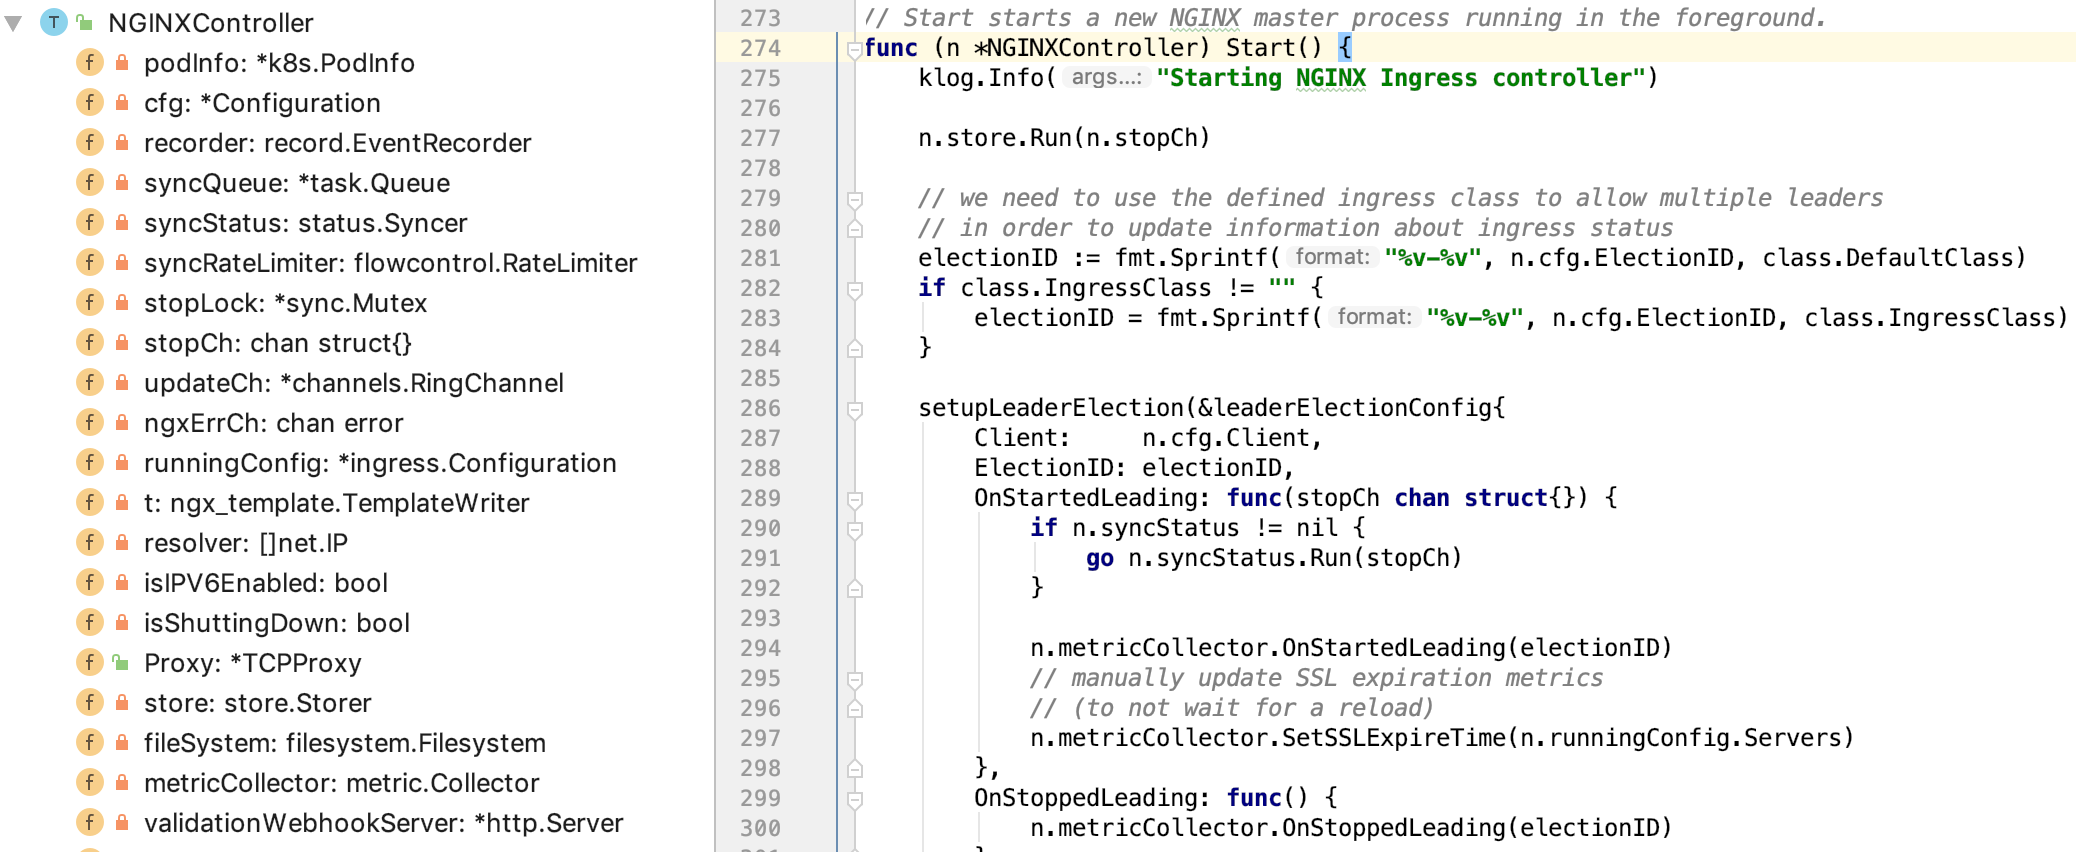 NGINXController
podInfo: *k8s.PodInfo
cfg: *Configuration
recorder: record.EventRecorder
syncQueue: *task.Queue
syncStatus: status.Syncer
syncRateLimiter: flowcontrol.RateLimiter
stopLock: *sync.Mutex
stopCh: chan struct{}
updateCh: *channels.RingChannel
ngxErrCh: chan error
runningConfig: *ingress.Configuration
t: ngx_template.TemplateWriter
resolver: []net.IP
isIPV6Enabled: bool
isShuttingDown: bool
Proxy: *TCPProxy
store: store.Storer
fileSystem: filesystem.Filesystem
metricCollector: metric.Collector
validationWebhookServer: *http.Server
273 // Start starts a new NGINX master process running in the foreground.
274 func (n *NGINXController) Start() {
275 klog.Info( args...: "Starting NGINX Ingress controller")
276
277 n.store.Run(n.stopCh)
278
279 // we need to use the defined ingress class to allow multiple leaders
280 // in order to update information about ingress status
281 electionID := fmt.Sprintf( format: "%v-%v", n.cfg.ElectionID, class.DefaultClass)
282 if class.IngressClass != "" {
283 electionID = fmt.Sprintf( format: "%v-%v", n.cfg.ElectionID, class.IngressClass)
284 }
285
286 setupLeaderElection(&leaderElectionConfig{
287 Client: n.cfg.Client,
288 ElectionID: electionID,
289 OnStartedLeading: func(stopCh chan struct{}) {
290 if n.syncStatus != nil {
291 go n.syncStatus.Run(stopCh)
292 }
293
294 n.metricCollector.OnStartedLeading(electionID)
295 // manually update SSL expiration metrics
296 // (to not wait for a reload)
297 n.metricCollector.SetSSLExpireTime(n.runningConfig.Servers)
298 },
299 OnStoppedLeading: func() {
300 n.metricCollector.OnStoppedLeading(electionID)